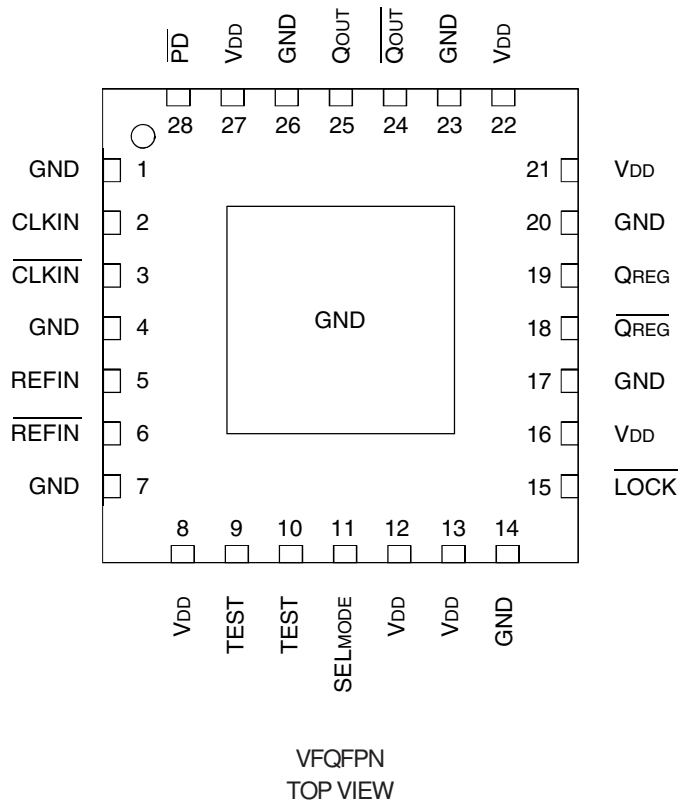 PD VDD GND QOUT QOUT GND VDD
28 27 26 25 24 23 22
GND 1 21 VDD
CLKIN 2 20 GND
CLKIN 3 19 QREG
GND 4 GND 18 QREG
REFIN 5 17 GND
REFIN 6 16 VDD
GND 7 15 LOCK
8 9 10 11 12 13 14
VDD TEST TEST SELMODE VDD VDD GND
VFQFPN
TOP VIEW